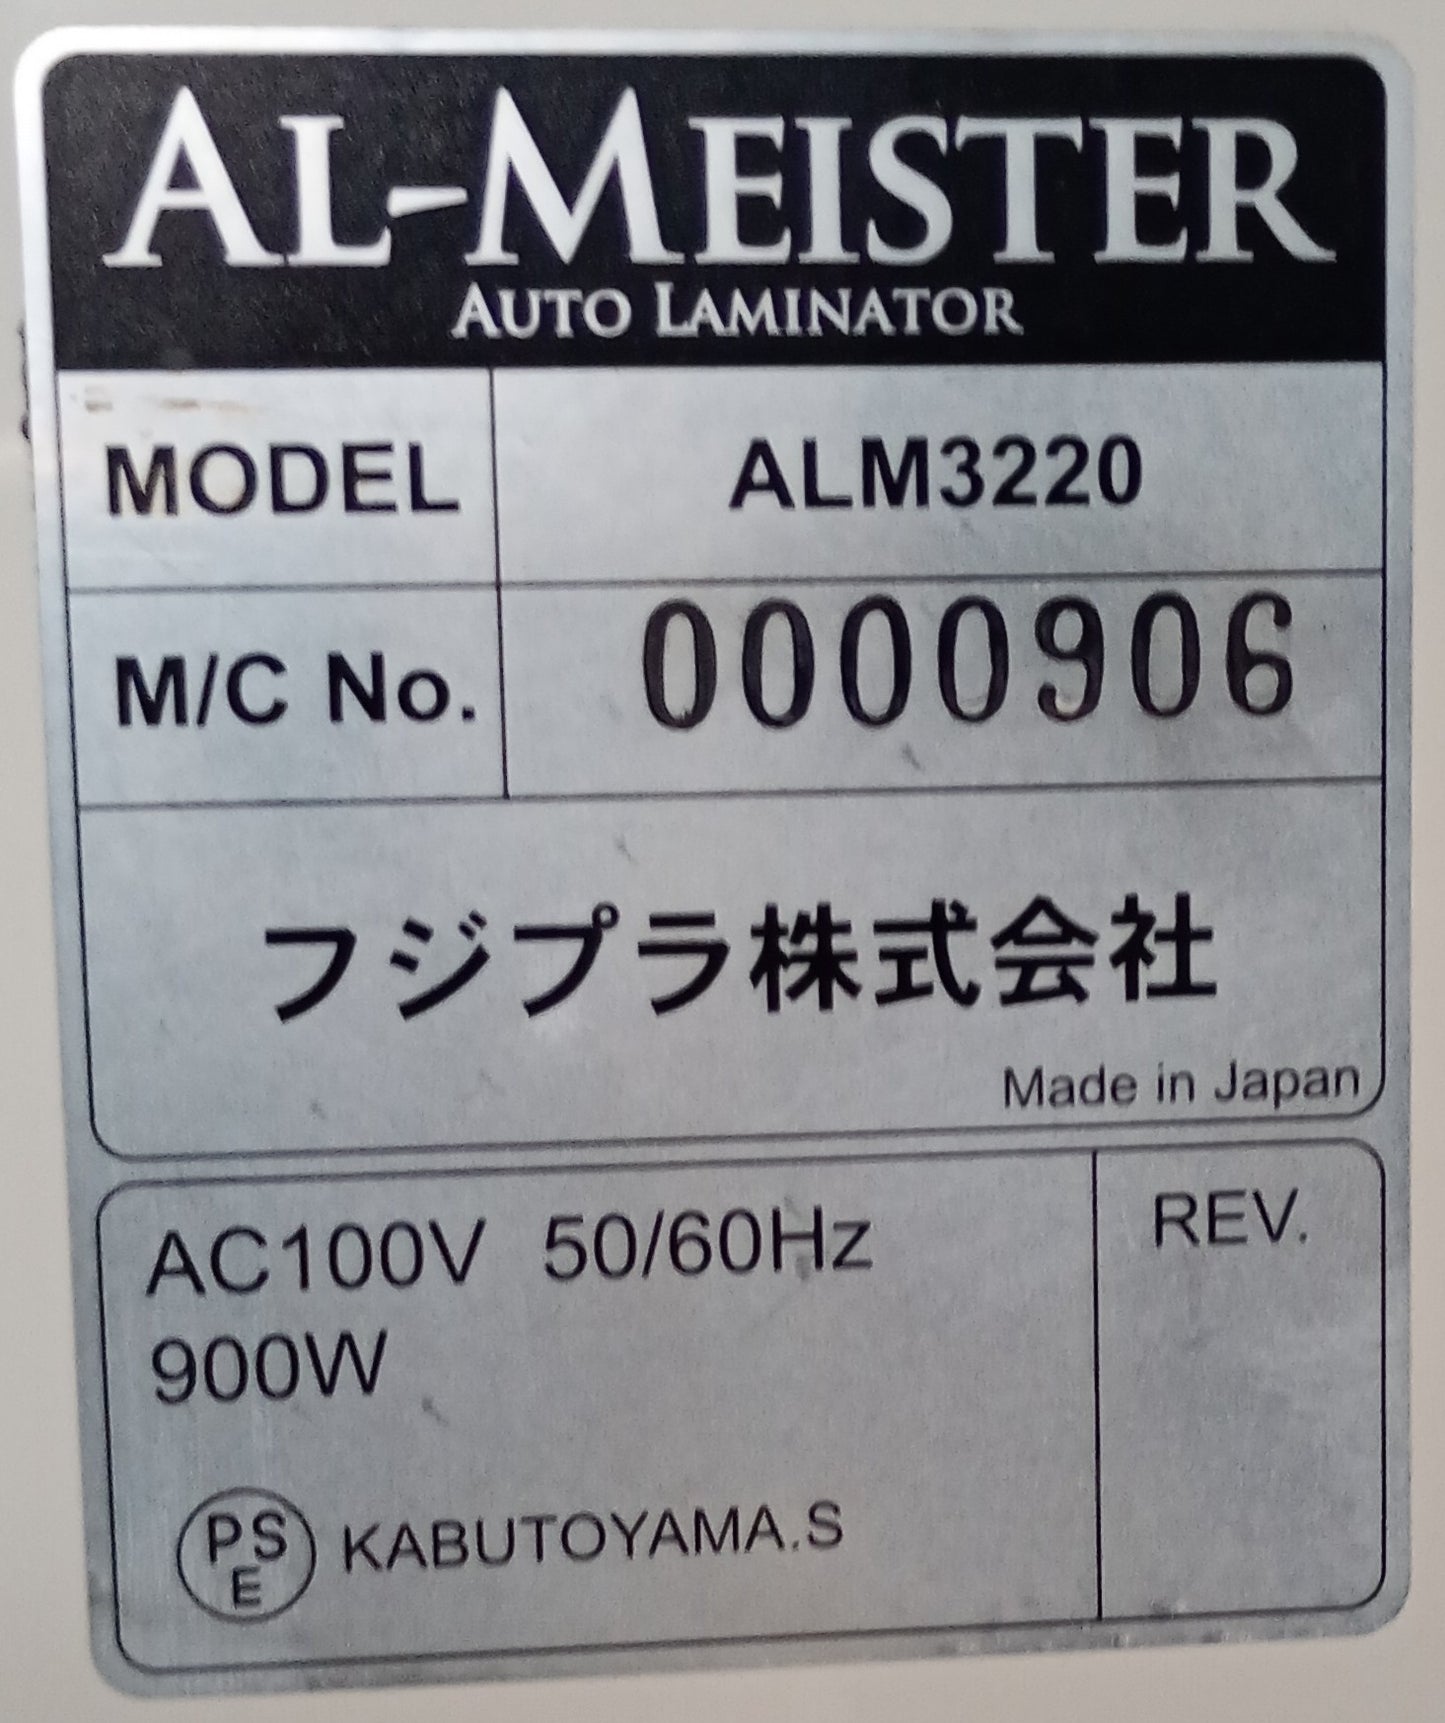 AL-MEISTER
AUTO LAMINATOR
MODEL ALM3220
M/C No. 0000906
フジプラ株式会社
Made in Japan
AC100V 50/60Hz
900W
REV.
PSE KABUTOYAMA.S